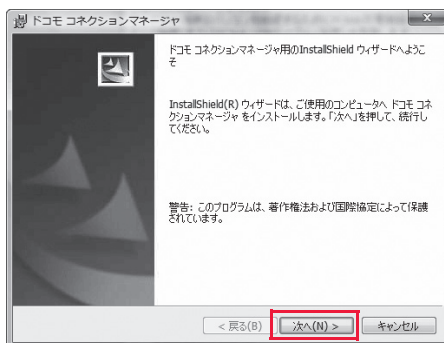 ドコモ コネクションマネージャ
ドコモ コネクションマネージャ用のInstallShield ウィザードへようこ
そ
InstallShield(R) ウィザードは、ご使用のコンピュータへ ドコモ コネ
クションマネージャ をインストールします。「次へ」を押して、続行し
てください。
警告: このプログラムは、著作権法および国際協定によって保護
されています。
< 戻る(B)
次へ(N) >
キャンセル